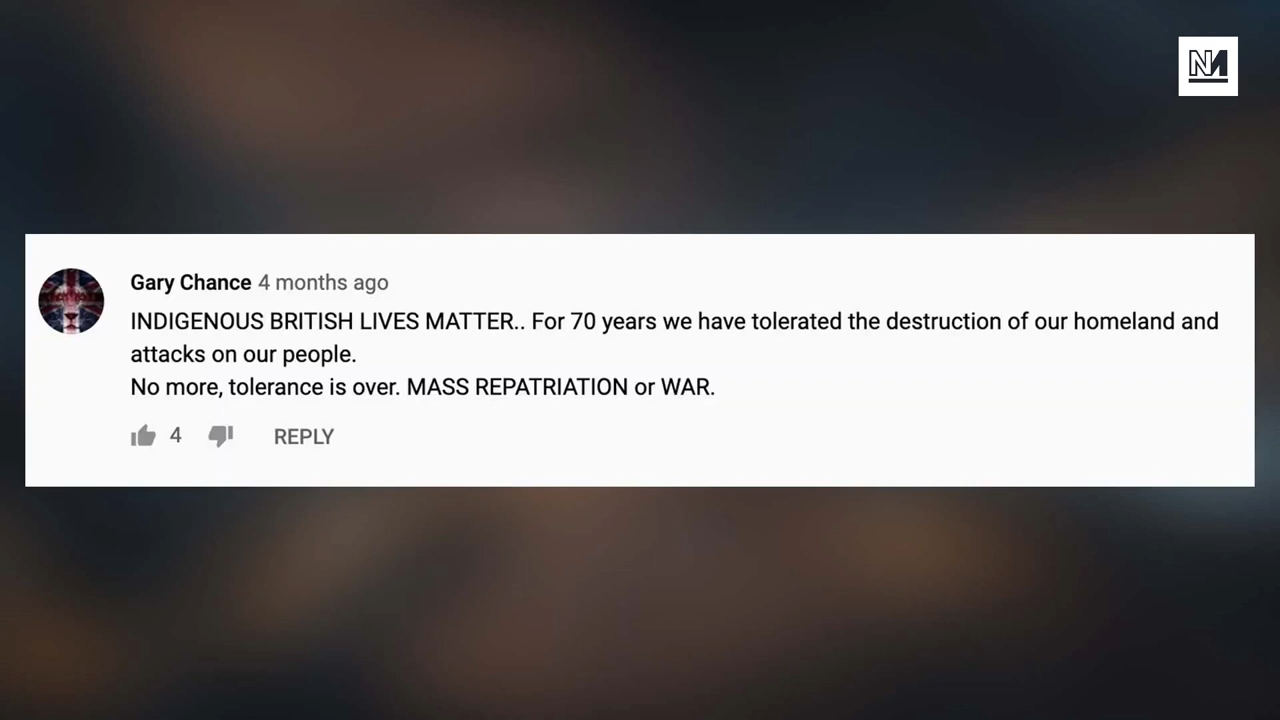 NM
Gary Chance 4 months ago
INDIGENOUS BRITISH LIVES MATTER.. For 70 years we have tolerated the destruction of our homeland and
attacks on our people.
No more, tolerance is over. MASS REPATRIATION or WAR.
4 REPLY